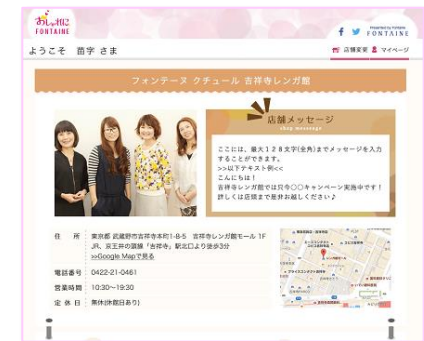 おしゃれに
FONTAINE
Presented by Fontaine
FONTAINE
ようこそ 苗字 さま
店舗変更 マイページ
フォンテーヌ クチュール 吉祥寺レンガ館
店舗メッセージ
shop message
ここには、最大128文字(全角)までメッセージを入力
することができます。
>>以下テキスト例<<
こんにちは!
吉祥寺レンガ館では只今○○キャンペーン実施中です!
詳しくは店頭まで是非お越しください♪
住 所 東京都 武蔵野市吉祥寺本町1-8-5 吉祥寺レンガ館モール 1F
JR、京王井の頭線「吉祥寺」駅北口より徒歩3分
>>Google Mapで見る
電話番号 0422-21-0461
営業時間 10:30~19:30
定 休 日 無休(休館日あり)